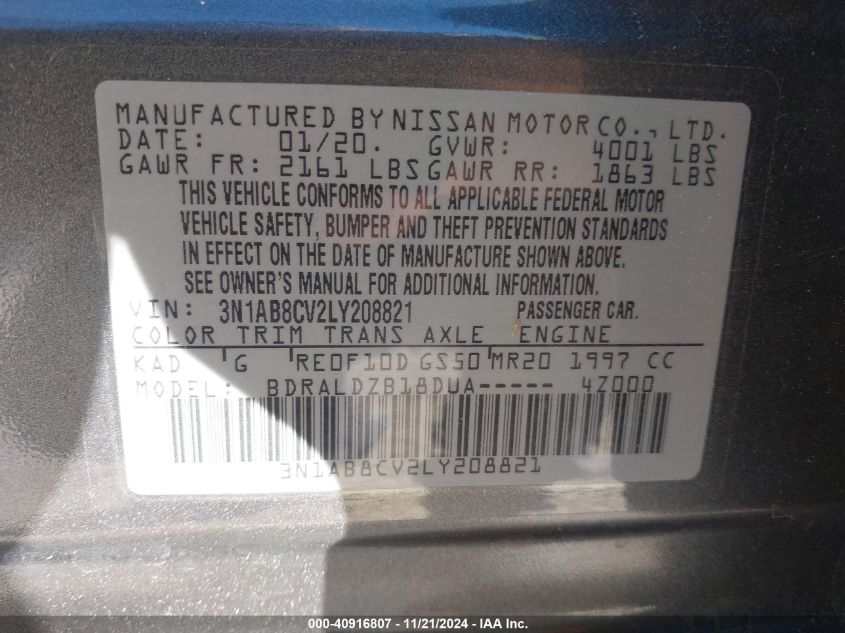 MANUFACTURED BY NISSAN MOTOR CO., LTD.
DATE: 01/20. GVWR: 4001 LBS
GAWR FR: 2161 LBS GAWR RR: 1863 LBS
THIS VEHICLE CONFORMS TO ALL APPLICABLE FEDERAL MOTOR
VEHICLE SAFETY, BUMPER AND THEFT PREVENTION STANDARDS
IN EFFECT ON THE DATE OF MANUFACTURE SHOWN ABOVE.
SEE OWNER'S MANUAL FOR ADDITIONAL INFORMATION.
VIN: 3N1AB8CV2LY208821 PASSENGER CAR.
COLOR TRIM TRANS AXLE ENGINE
KAD G RE0F10D GS50 MR20 1997 CC
MODEL: BDRALDZB18DUA----- 4Z000
3N1AB8CV2LY208821
000-40916807 - 11/21/2024 - IAA Inc.